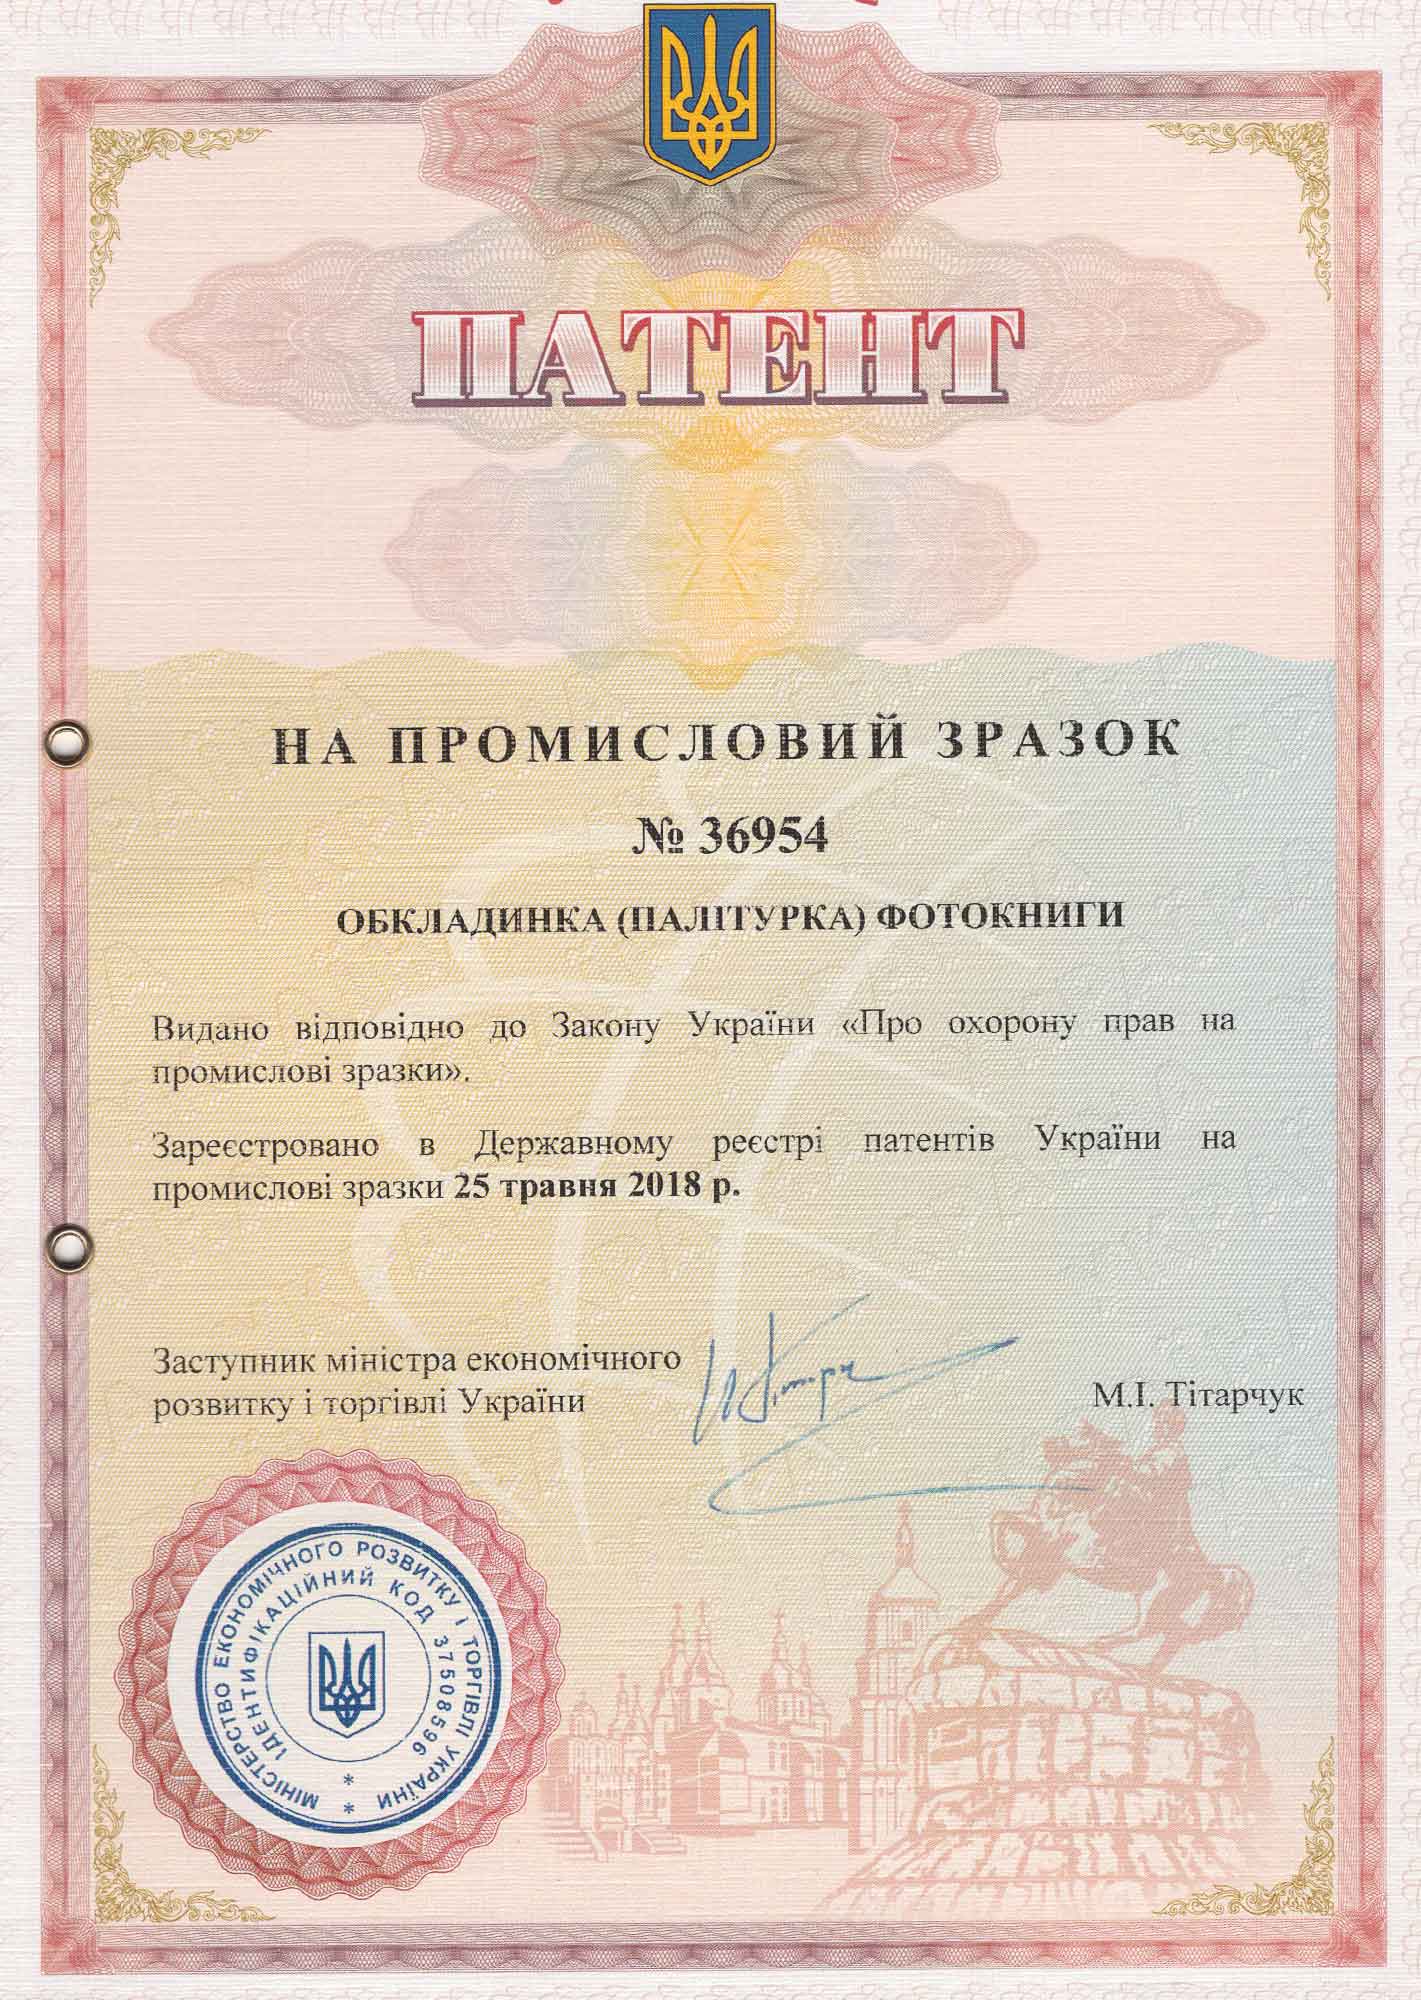 ПАТЕНТ
НА ПРОМИСЛОВИЙ ЗРАЗОК
№ 36954
ОБКЛАДИНКА (ПАЛІТУРКА) ФОТОКНИГИ
Видано відповідно до Закону України «Про охорону прав на
промислові зразки».
Зареєстровано в Державному реєстрі патентів України на
промислові зразки 25 травня 2018 р.
Заступник міністра економічного
розвитку і торгівлі України
М.І. Тітарчук
МІНІСТЕРСТВО ЕКОНОМІЧНОГО РОЗВИТКУ І ТОРГІВЛІ УКРАЇНИ *
ІДЕНТИФІКАЦІЙНИЙ КОД 37508596 *